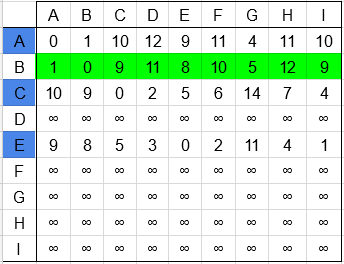 A B C D E F G H I
A 0 1 10 12 9 11 4 11 10
B 1 0 9 11 8 10 5 12 9
C 10 9 0 2 5 6 14 7 4
D ∞ ∞ ∞ ∞ ∞ ∞ ∞ ∞ ∞
E 9 8 5 3 0 2 11 4 1
F ∞ ∞ ∞ ∞ ∞ ∞ ∞ ∞ ∞
G ∞ ∞ ∞ ∞ ∞ ∞ ∞ ∞ ∞
H ∞ ∞ ∞ ∞ ∞ ∞ ∞ ∞ ∞
I ∞ ∞ ∞ ∞ ∞ ∞ ∞ ∞ ∞